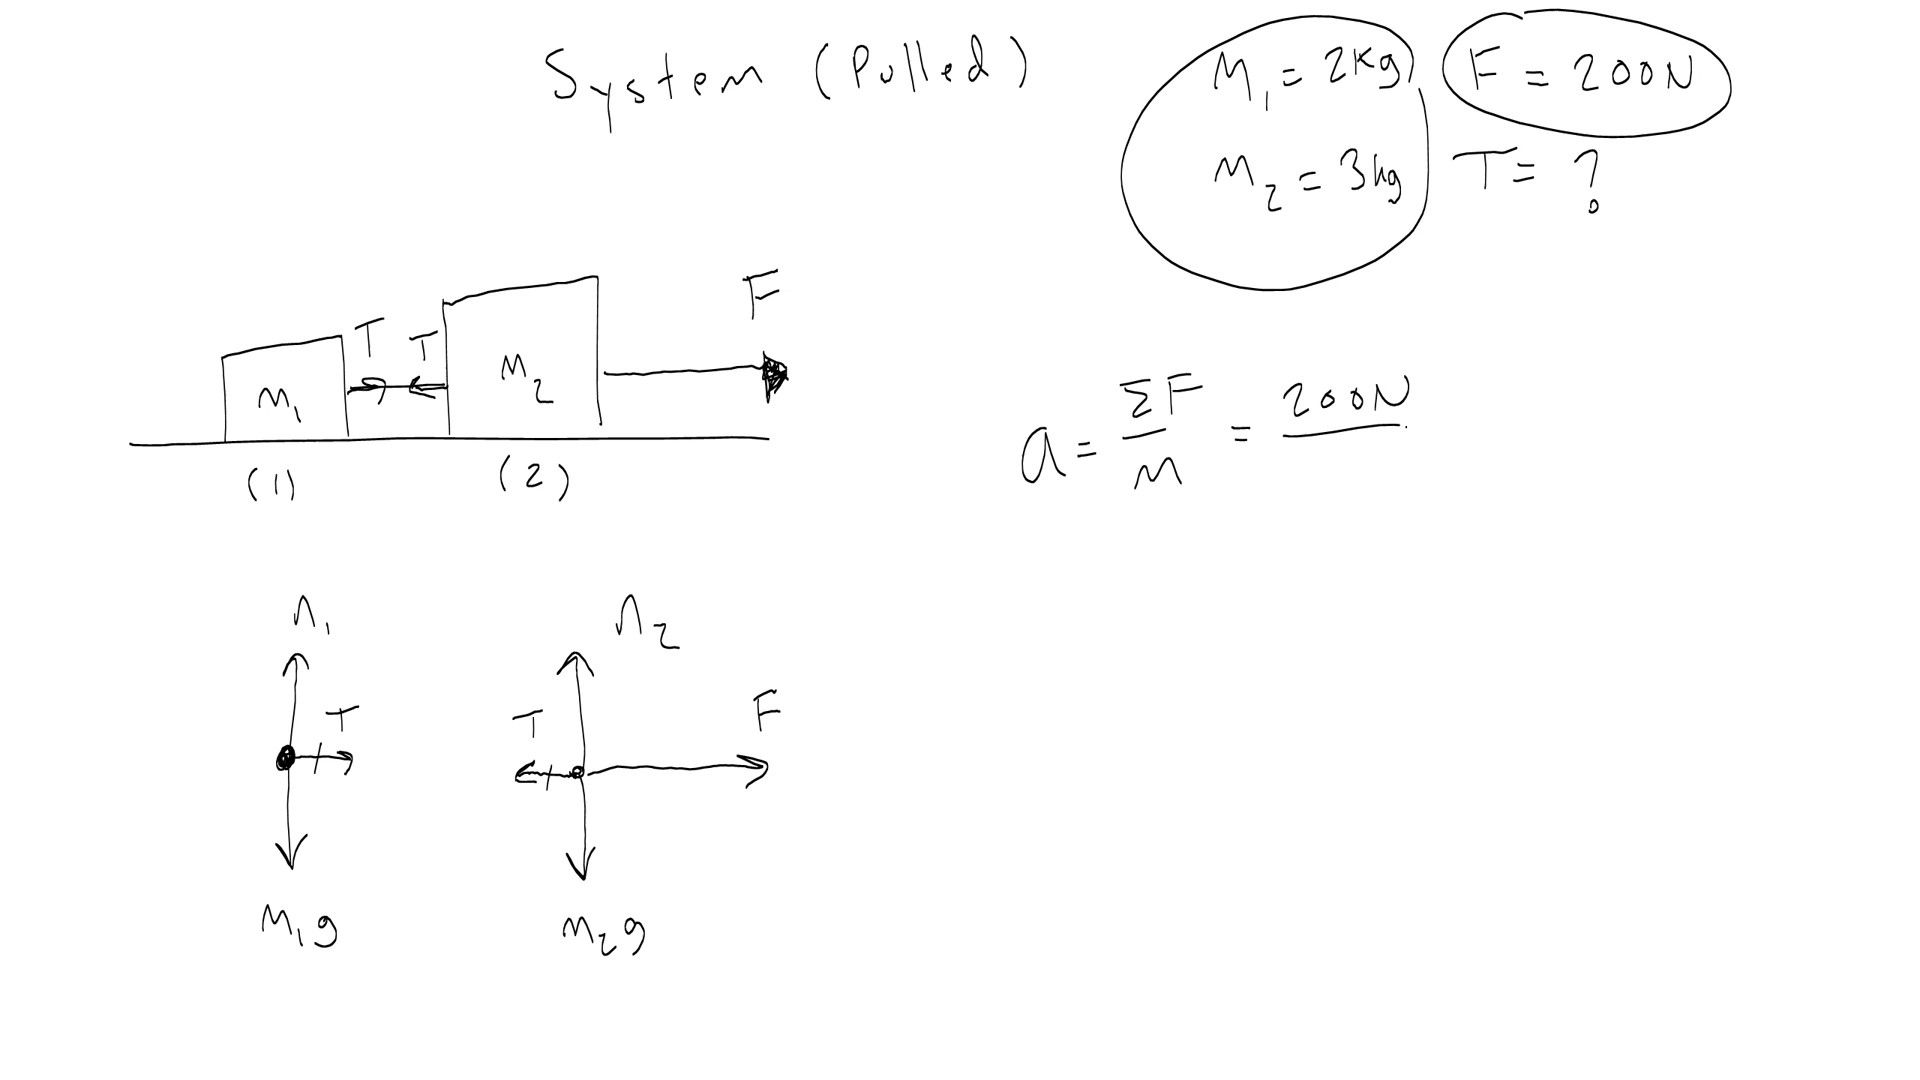 System (Pulled)
M₁ = 2kg
F = 200N
M₂ = 3kg
T = ?
F
T T
M₁
M₂
(1) (2)
a = ΣF/M = 200N
n₁
n₂
T
T
F
M₁g
M₂g